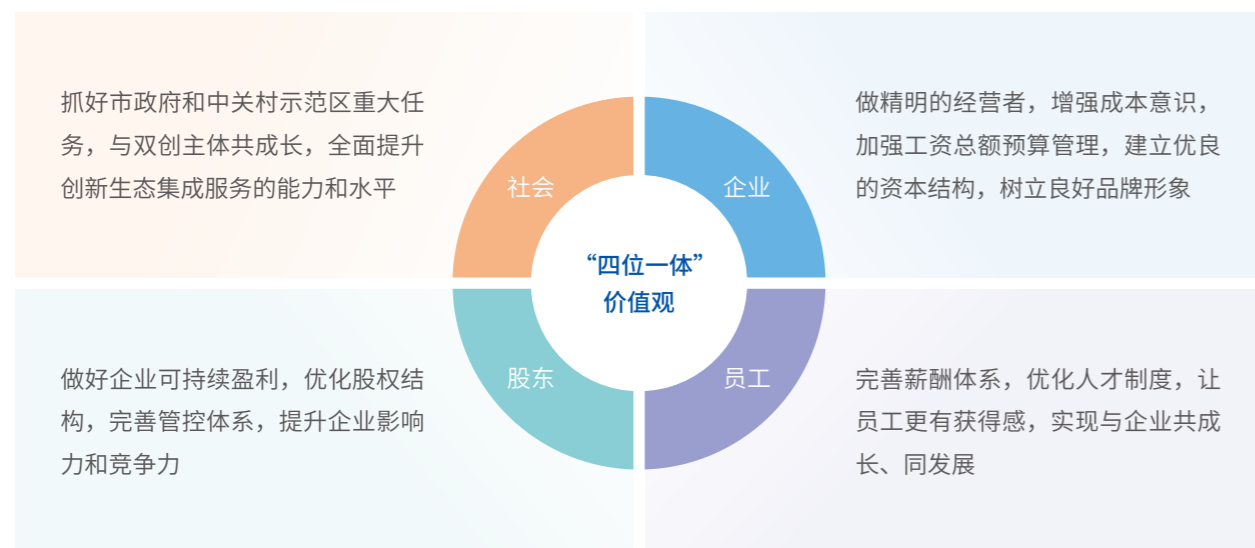 抓好市政府和中关村示范区重大任
务，与双创主体共成长，全面提升
创新生态集成服务的能力和水平
社会
做精明的经营者，增强成本意识，
加强工资总额预算管理，建立优良
的资本结构，树立良好品牌形象
企业
“四位一体”
价值观
做好企业可持续盈利，优化股权结
构，完善管控体系，提升企业影响
力和竞争力
股东
完善薪酬体系，优化人才制度，让
员工更有获得感，实现与企业共成
长、同发展
员工